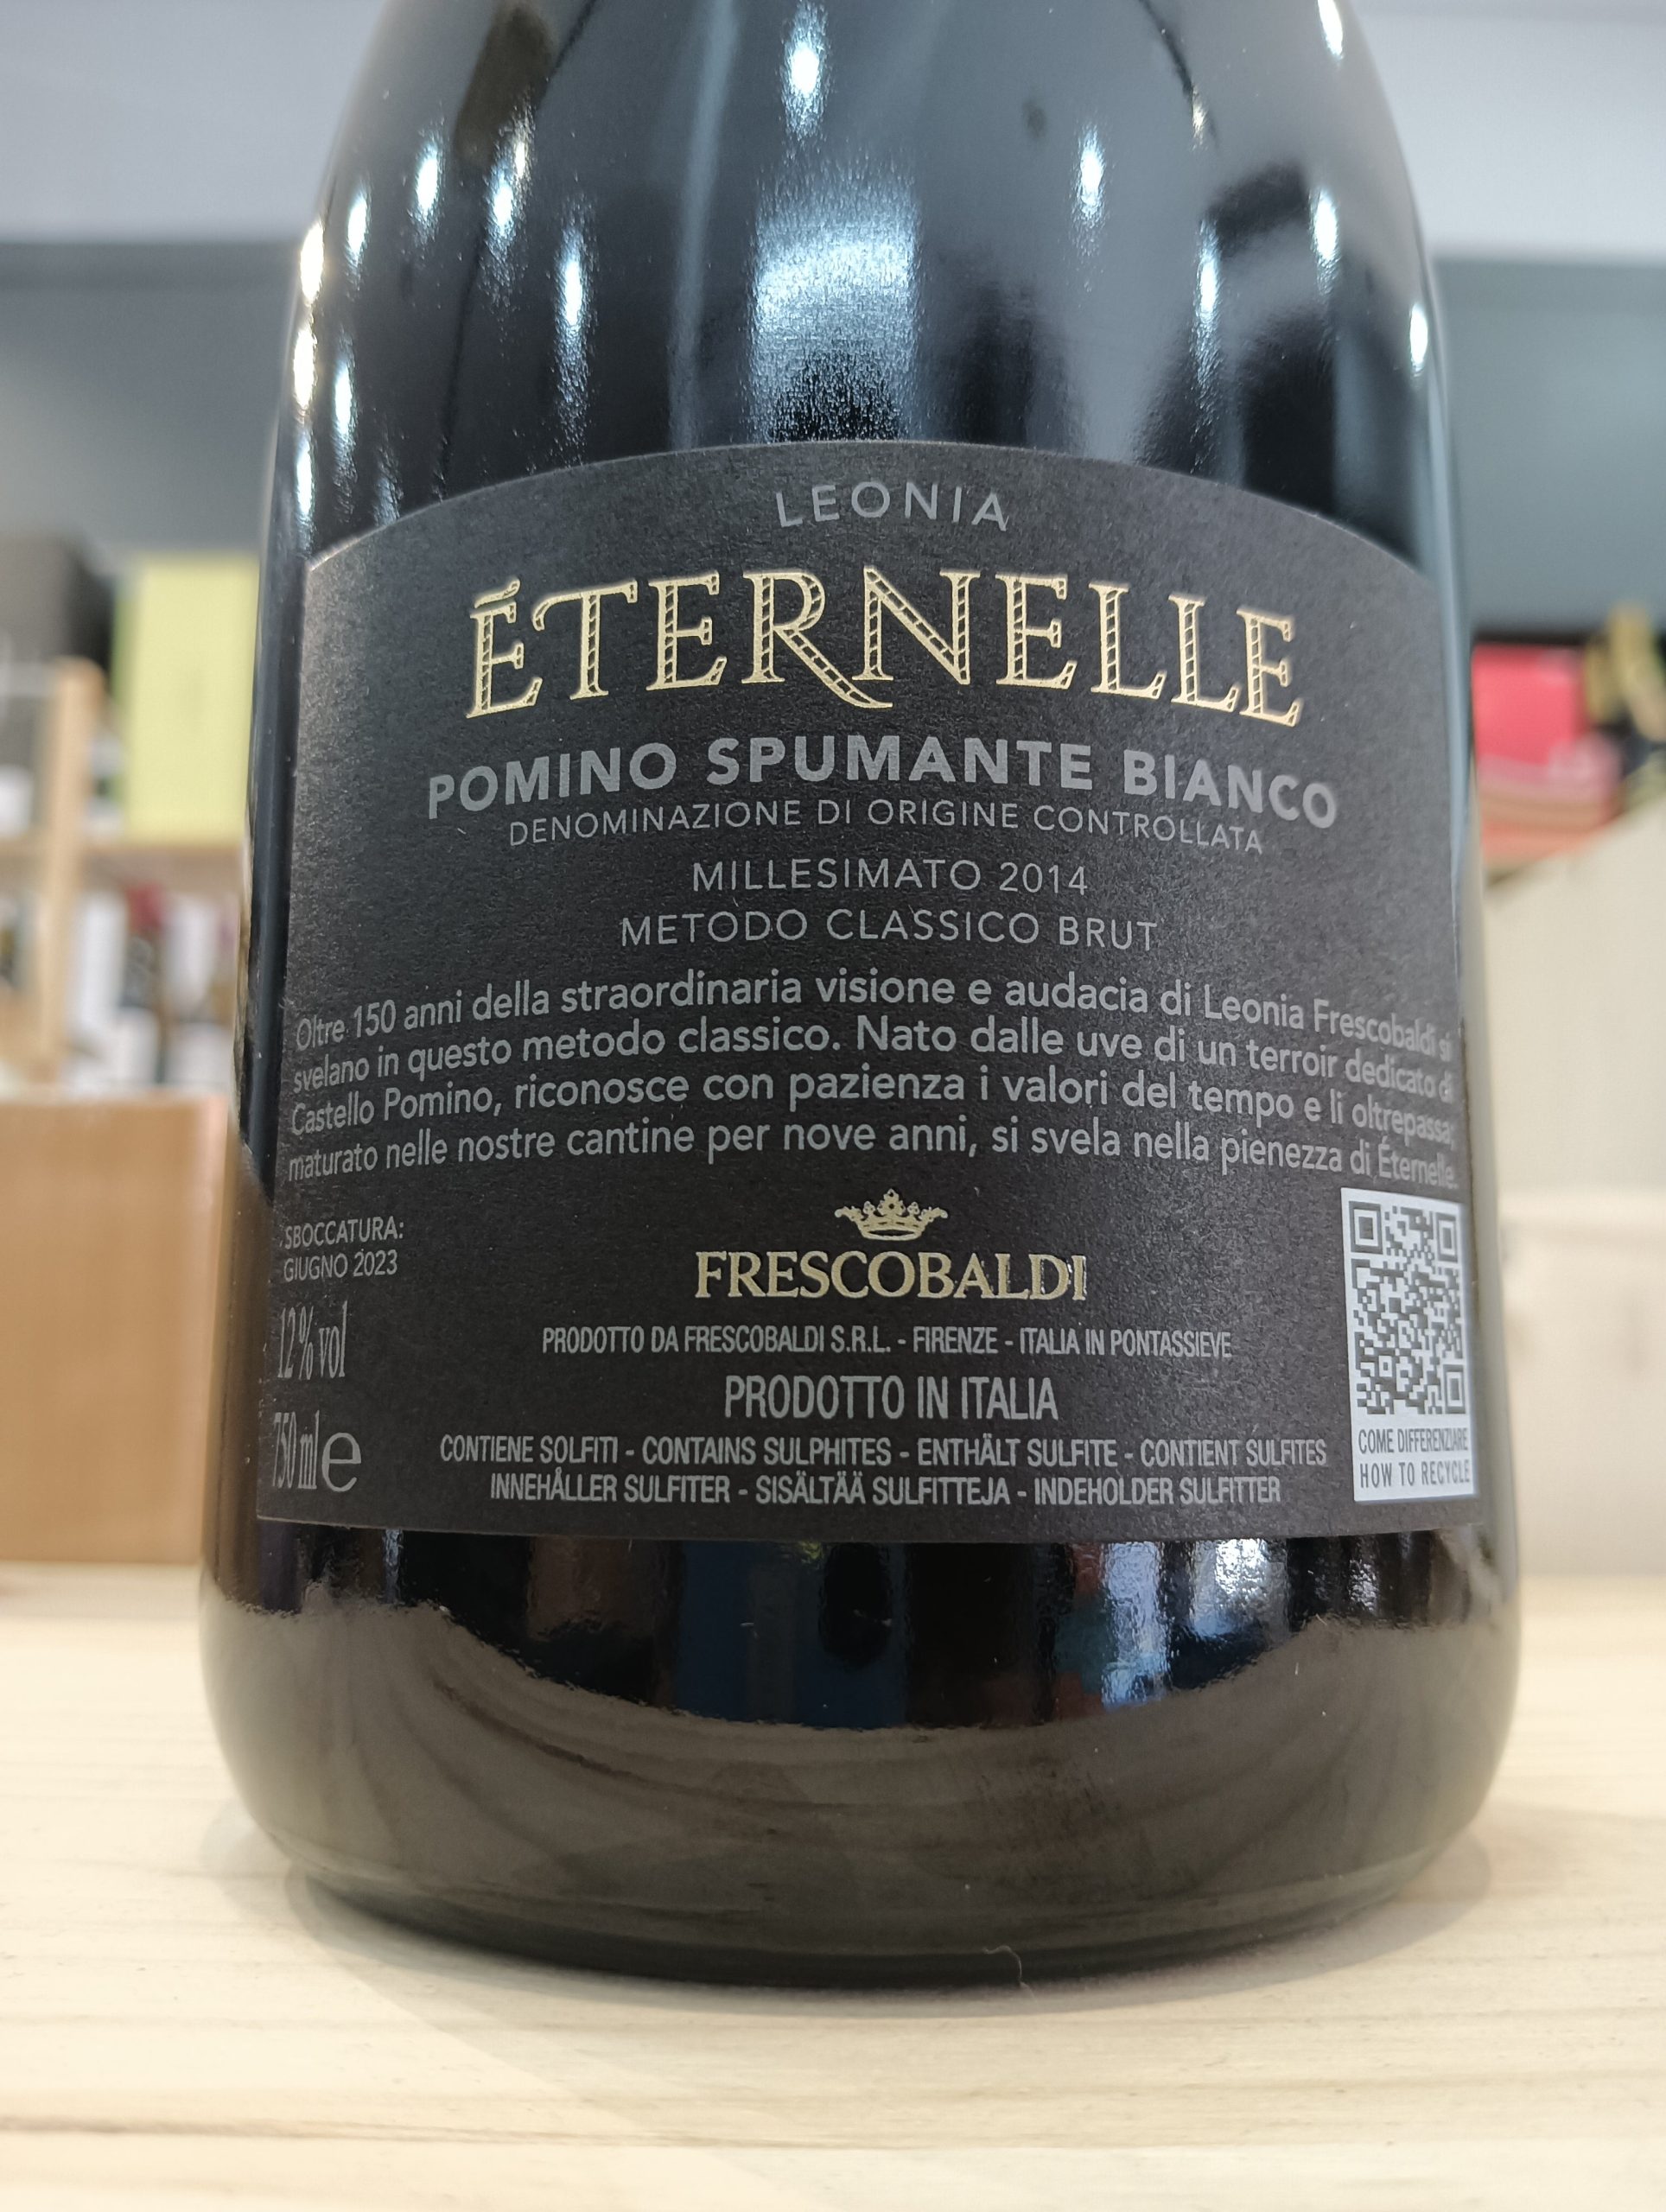 LEONIA
ÉTERNELLE
POMINO SPUMANTE BIANCO
DENOMINAZIONE DI ORIGINE CONTROLLATA
MILLESIMATO 2014
METODO CLASSICO BRUT
Oltre 150 anni della straordinaria visione e audacia di Leonia Frescobaldi si
svelano in questo metodo classico. Nato dalle uve di un terroir dedicato di
Castello Pomino, riconosce con pazienza i valori del tempo e li oltrepassa;
maturato nelle nostre cantine per nove anni, si svela nella pienezza di Éternelle.
SBOCCATURA:
GIUGNO 2023
12% vol
750 ml e
FRESCOBALDI
PRODOTTO DA FRESCOBALDI S.R.L. - FIRENZE - ITALIA IN PONTASSIEVE
PRODOTTO IN ITALIA
CONTIENE SOLFITI - CONTAINS SULPHITES - ENTHÄLT SULFITE - CONTIENT SULFITES
INNEHÅLLER SULFITER - SISÄLTÄÄ SULFITTEJA - INDEHOLDER SULFITTER
COME DIFFERENZIARE
HOW TO RECYCLE